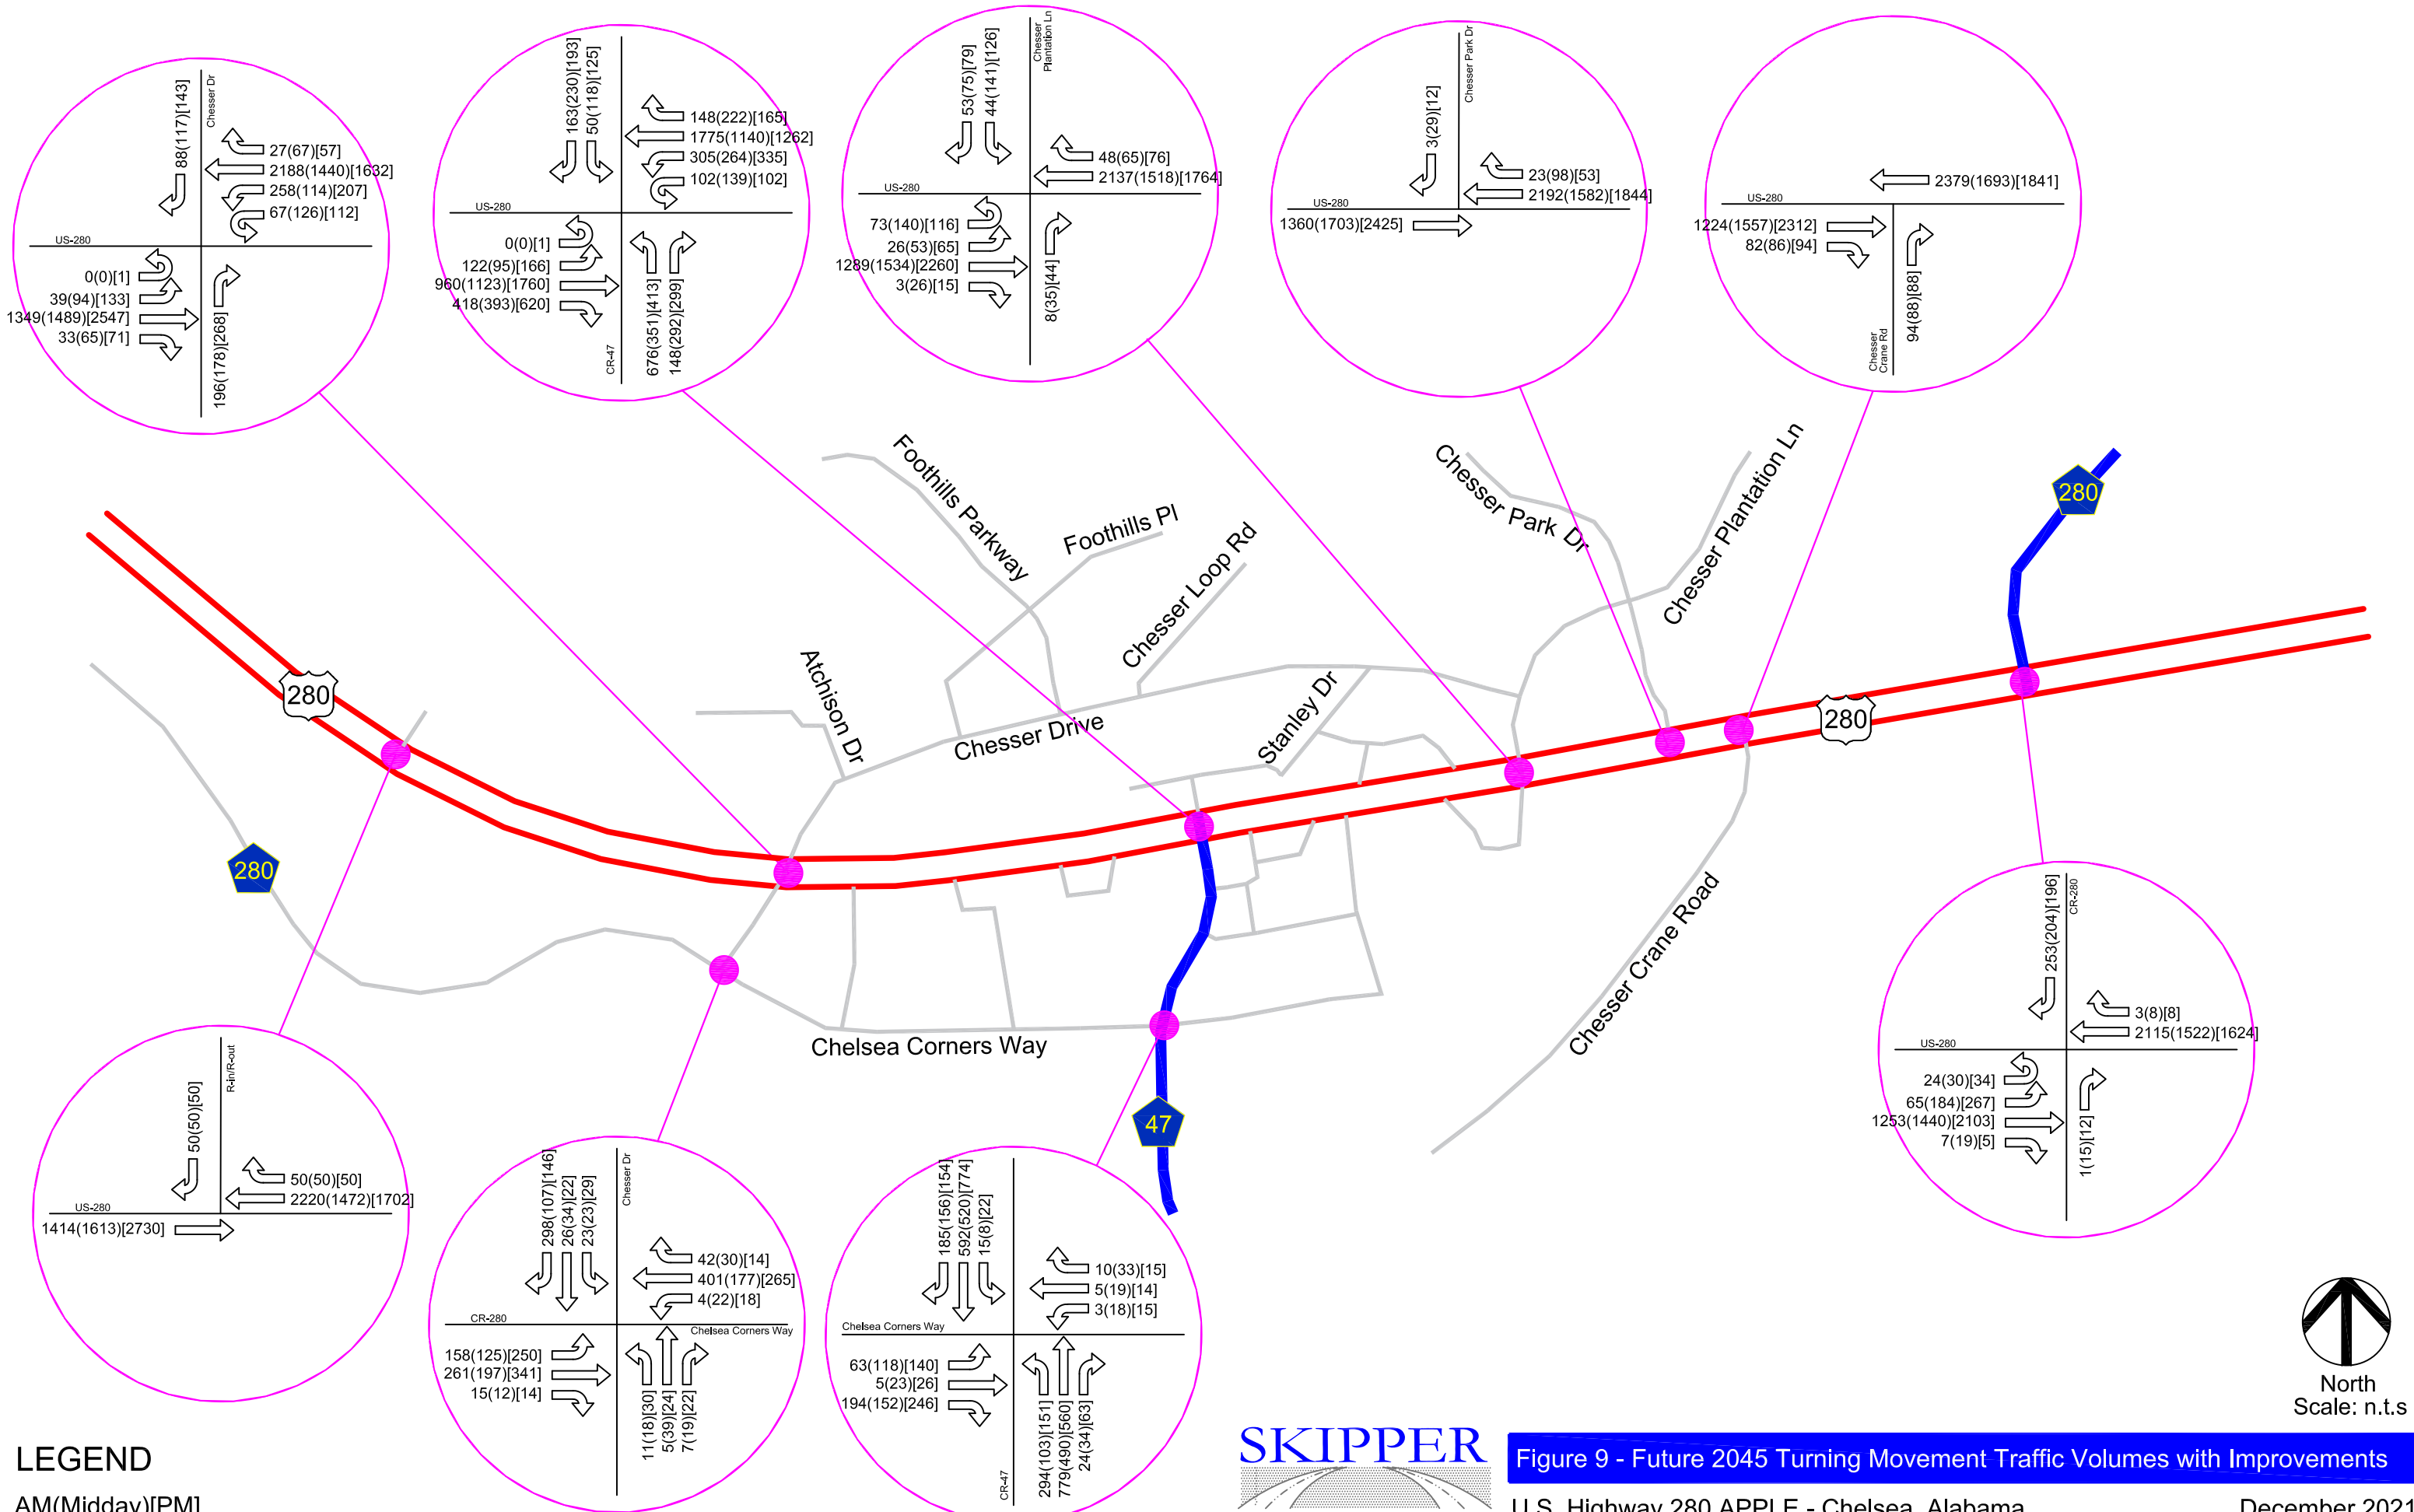 88(117)[143]
Chesser Dr
27(67)[57]
2188(1440)[1632]
258(114)[207]
67(126)[112]
US-280
0(0)[1]
39(94)[133]
1349(1489)[2547]
33(65)[71]
196(178)[268]
163(230)[193]
50(118)[125]
148(222)[165]
1775(1140)[1262]
305(264)[335]
102(139)[102]
US-280
0(0)[1]
122(95)[166]
960(1123)[1760]
418(393)[620]
CR-47
676(351)[413]
148(292)[299]
53(75)[79]
44(141)[126]
Chesser
Plantation Ln
48(65)[76]
2137(1518)[1764]
US-280
73(140)[116]
26(53)[65]
1289(1534)[2260]
3(26)[15]
8(35)[44]
3(29)[12]
Chesser Park Dr
23(98)[53]
2192(1582)[1844]
US-280
1360(1703)[2425]
2379(1693)[1841]
US-280
1224(1557)[2312]
82(86)[94]
Chesser
Crane Rd
94(88)[88]
Foothills Parkway
Foothills Pl
Chesser Loop Rd
Chesser Park Dr
Chesser Plantation Ln
280
280
Atchison Dr
Chesser Drive
Stanley Dr
280
280
Chesser Crane Road
Chelsea Corners Way
47
50(50)[50]
R-in/R-out
50(50)[50]
2220(1472)[1702]
US-280
1414(1613)[2730]
298(107)[146]
26(34)[22]
23(23)[29]
Chesser Dr
42(30)[14]
401(177)[265]
4(22)[18]
CR-280
Chelsea Corners Way
158(125)[250]
261(197)[341]
15(12)[14]
11(18)[30]
5(39)[24]
7(19)[22]
185(156)[154]
592(520)[774]
15(8)[22]
10(33)[15]
5(19)[14]
3(18)[15]
Chelsea Corners Way
63(118)[140]
5(23)[26]
194(152)[246]
CR-47
294(103)[151]
779(490)[560]
24(34)[63]
253(204)[196]
CR-280
3(8)[8]
2115(1522)[1624]
US-280
24(30)[34]
65(184)[267]
1253(1440)[2103]
7(19)[5]
1(15)[12]
North
Scale: n.t.s
LEGEND
AM(Midday)[PM]
SKIPPER
Figure 9 - Future 2045 Turning Movement Traffic Volumes with Improvements
U.S. Highway 280 APPLE - Chelsea, Alabama
December 2021